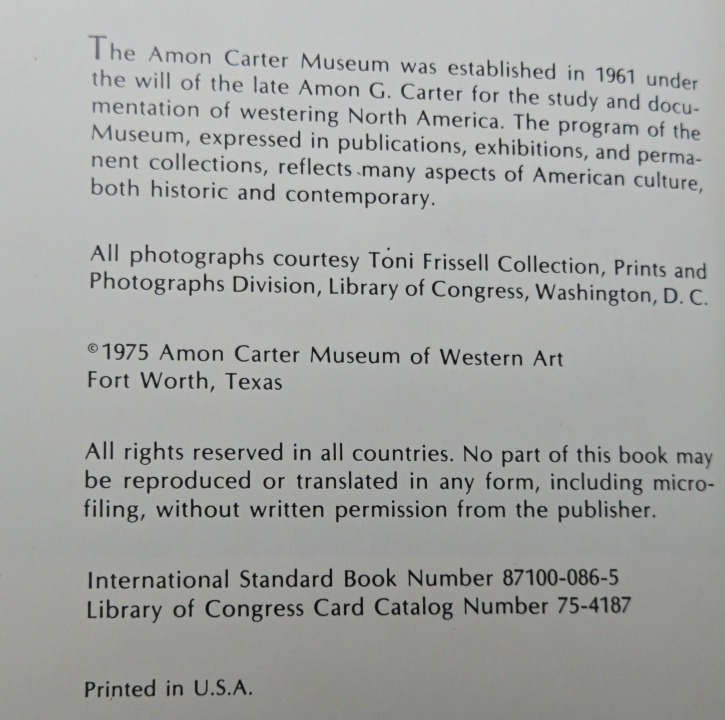 The Amon Carter Museum was established in 1961 under
the will of the late Amon G. Carter for the study and docu-
mentation of westering North America. The program of the
Museum, expressed in publications, exhibitions, and perma-
nent collections, reflects many aspects of American culture,
both historic and contemporary.
All photographs courtesy Toni Frissell Collection, Prints and
Photographs Division, Library of Congress, Washington, D. C.
©1975 Amon Carter Museum of Western Art
Fort Worth, Texas
All rights reserved in all countries. No part of this book may
be reproduced or translated in any form, including micro-
filing, without written permission from the publisher.
International Standard Book Number 87100-086-5
Library of Congress Card Catalog Number 75-4187
Printed in U.S.A.